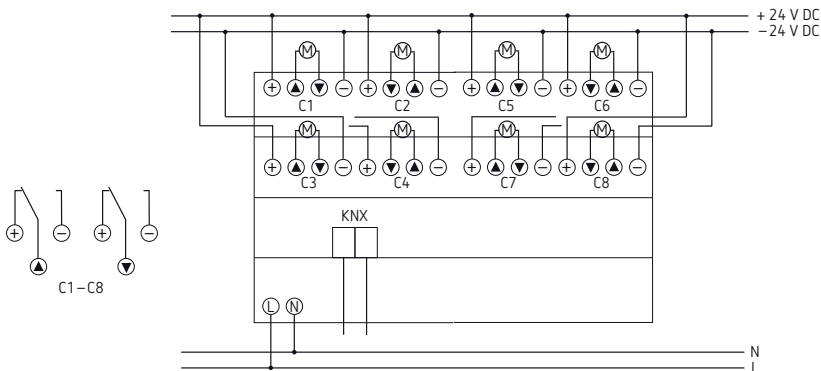 + 24 V DC
− 24 V DC
M M M M
+ − + − + − + −
C1 C2 C5 C6
M M M M
+ − + − + − + −
C3 C4 C7 C8
+ − + −
C1 – C8
KNX
L N
N
L